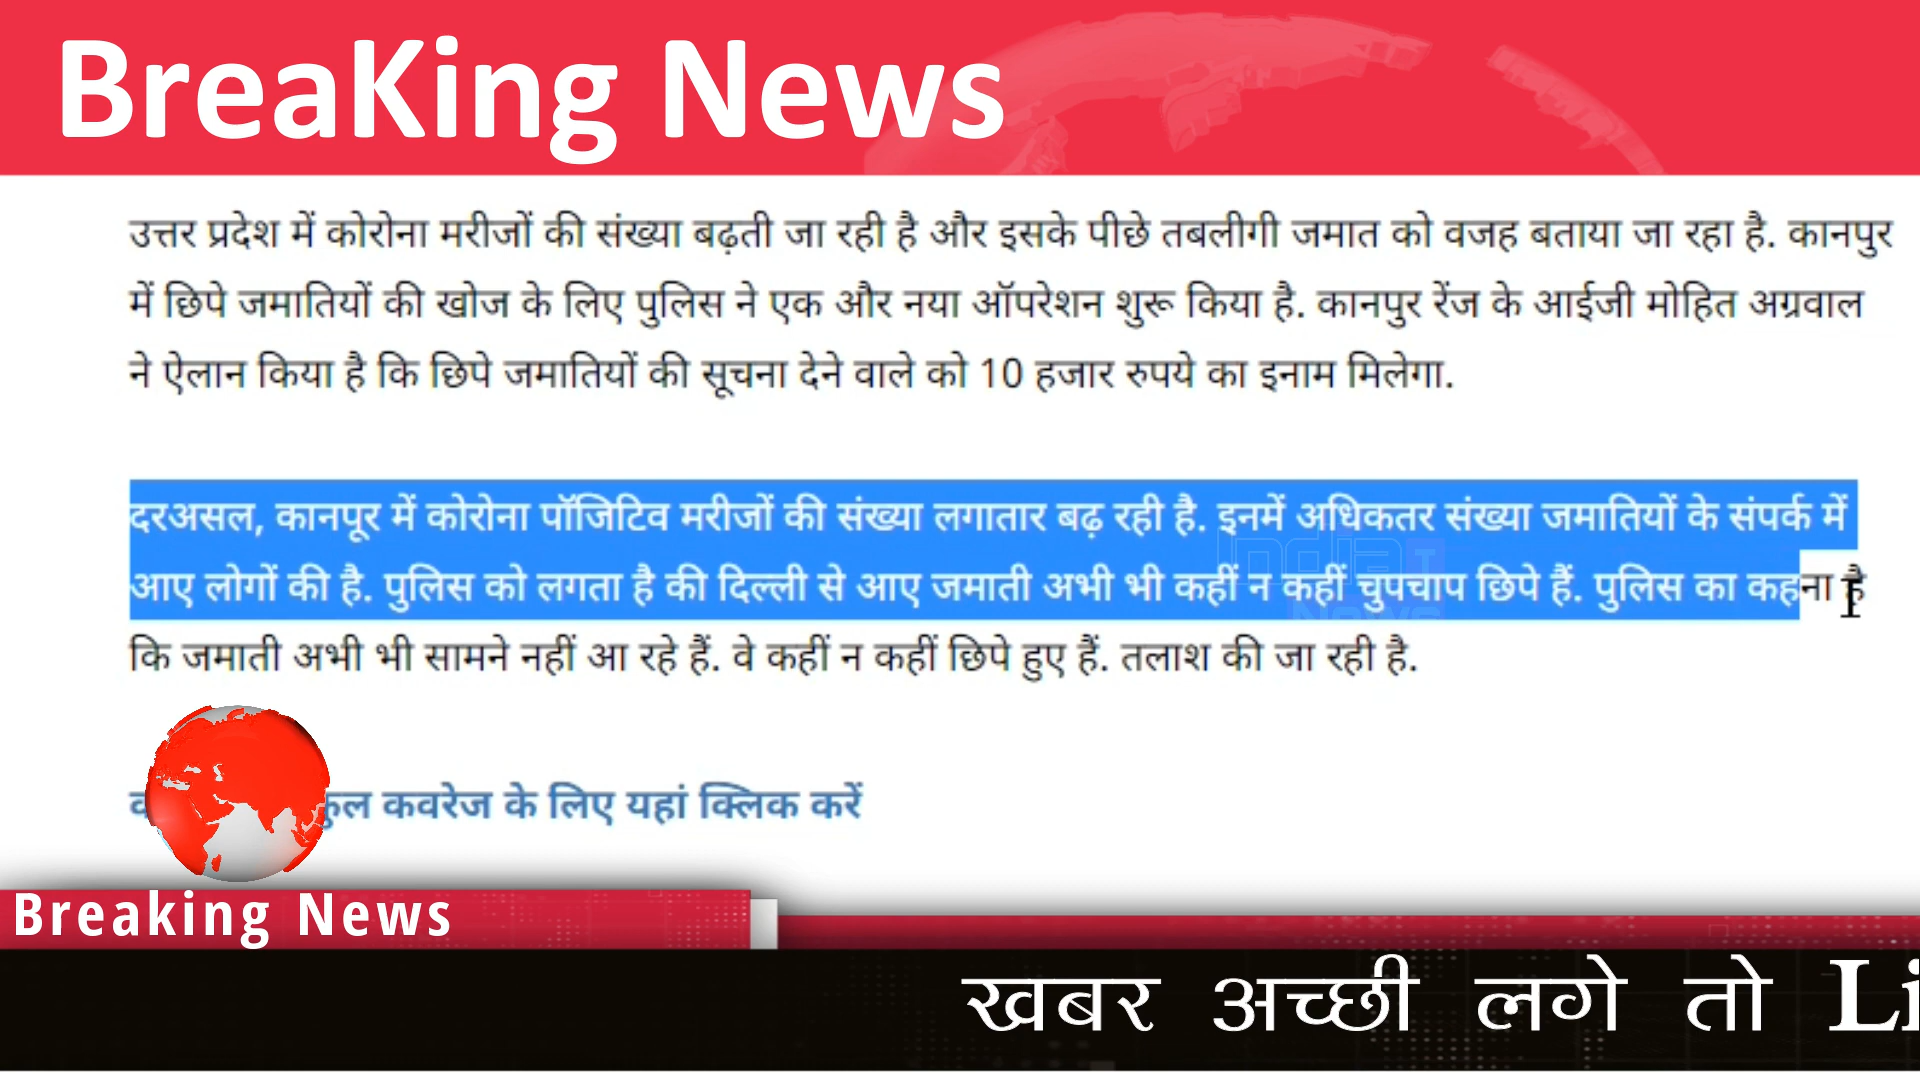 BreaKing News
उत्तर प्रदेश में कोरोना मरीजों की संख्या बढ़ती जा रही है और इसके पीछे तबलीगी जमात को वजह बताया जा रहा है. कानपुर
में छिपे जमातियों की खोज के लिए पुलिस ने एक और नया ऑपरेशन शुरू किया है. कानपुर रेंज के आईजी मोहित अग्रवाल
ने ऐलान किया है कि छिपे जमातियों की सूचना देने वाले को 10 हजार रुपये का इनाम मिलेगा.
दरअसल, कानपूर में कोरोना पॉजिटिव मरीजों की संख्या लगातार बढ़ रही है. इनमें अधिकतर संख्या जमातियों के संपर्क में
आए लोगों की है. पुलिस को लगता है की दिल्ली से आए जमाती अभी भी कहीं न कहीं चुपचाप छिपे हैं. पुलिस का कहना है
कि जमाती अभी भी सामने नहीं आ रहे हैं. वे कहीं न कहीं छिपे हुए हैं. तलाश की जा रही है.
कवरेज के लिए यहां क्लिक करें
Breaking News
खबर अच्छी लगे तो Li